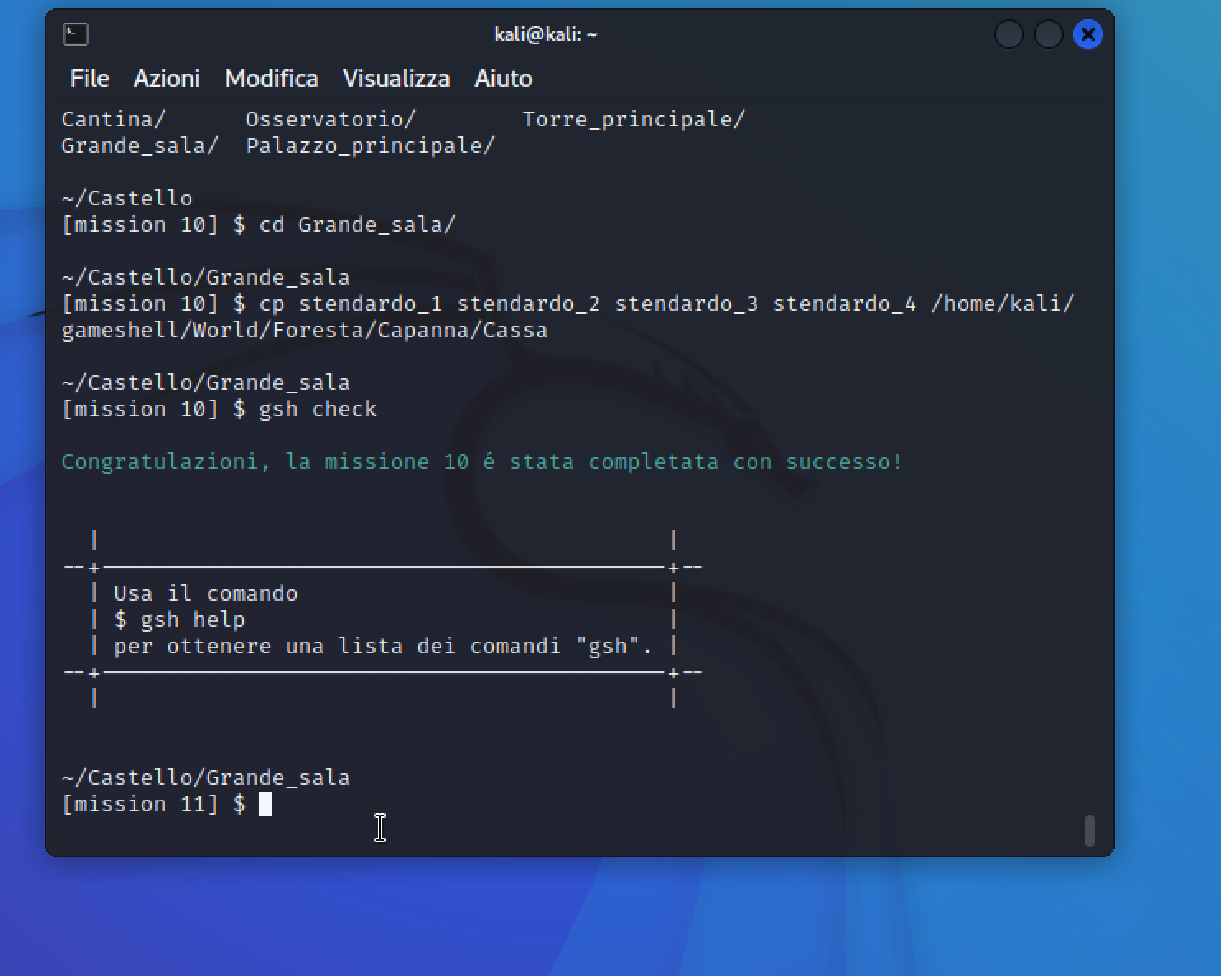 kali@kali: ~
File Azioni Modifica Visualizza Aiuto
Cantina/ Osservatorio/ Torre_principale/
Grande_sala/ Palazzo_principale/
~/Castello
[mission 10] $ cd Grande_sala/
~/Castello/Grande_sala
[mission 10] $ cp stendardo_1 stendardo_2 stendardo_3 stendardo_4 /home/kali/
gameshell/World/Foresta/Capanna/Cassa
~/Castello/Grande_sala
[mission 10] $ gsh check
Congratulazioni, la missione 10 é stata completata con successo!
Usa il comando
$ gsh help
per ottenere una lista dei comandi "gsh".
~/Castello/Grande_sala
[mission 11] $